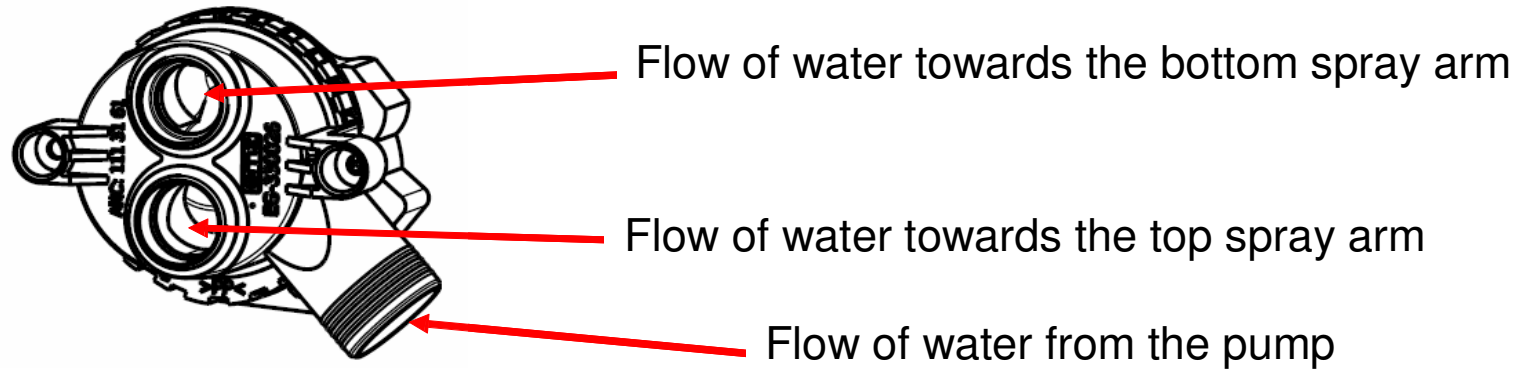 Flow of water towards the bottom spray arm
Flow of water towards the top spray arm
Flow of water from the pump